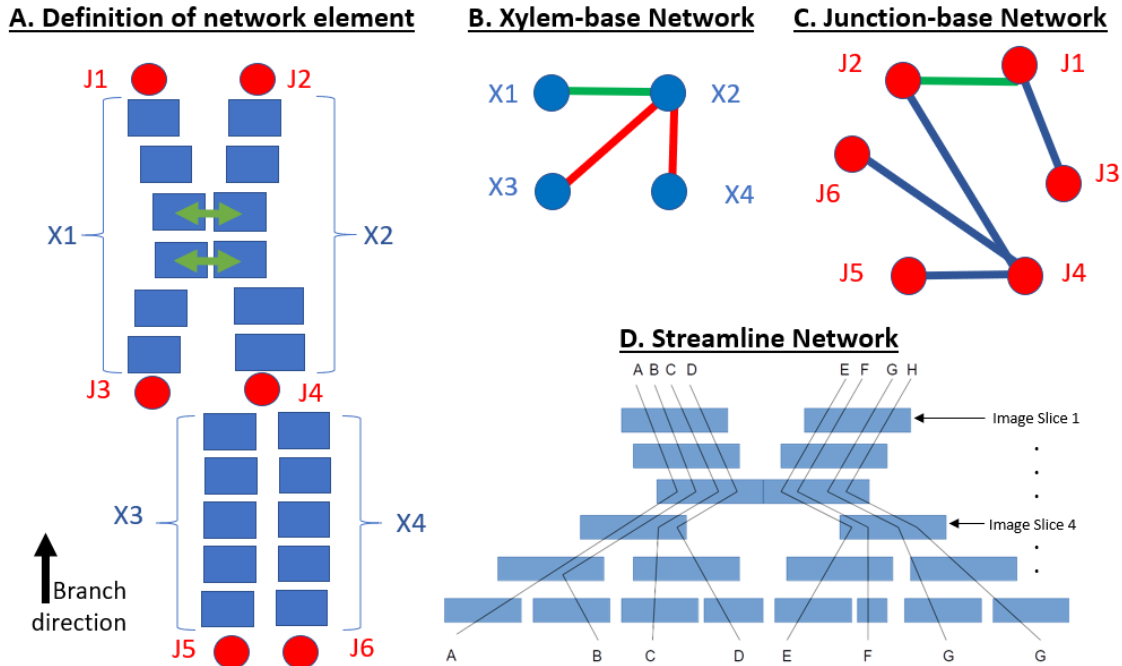 A. Definition of network element
J1
J2
X1
X2
J3
J4
X3
X4
Branch
direction
J5
J6
B. Xylem-base Network
X1
X2
X3
X4
C. Junction-base Network
J2
J1
J6
J3
J5
J4
D. Streamline Network
A B C D E F G H
Image Slice 1
Image Slice 4
A B C D E F G G